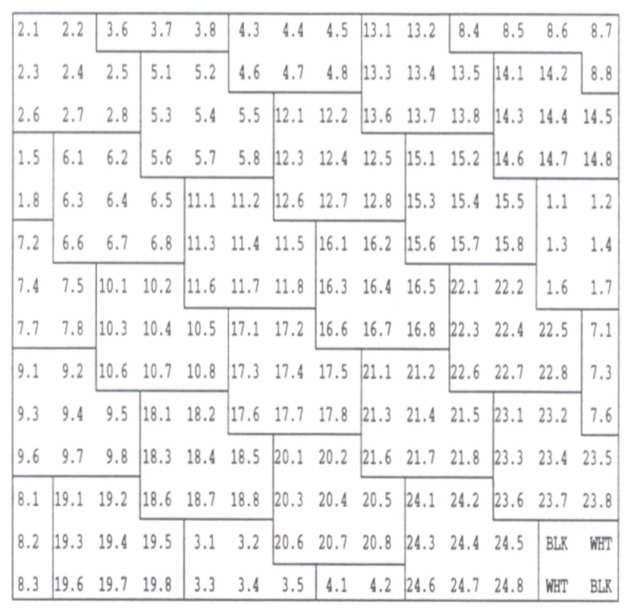 2.1 2.2 3.6 3.7 3.8 4.3 4.4 4.5 13.1 13.2 8.4 8.5 8.6 8.7
2.3 2.4 2.5 5.1 5.2 4.6 4.7 4.8 13.3 13.4 13.5 14.1 14.2 8.8
2.6 2.7 2.8 5.3 5.4 5.5 12.1 12.2 13.6 13.7 13.8 14.3 14.4 14.5
1.5 6.1 6.2 5.6 5.7 5.8 12.3 12.4 12.5 15.1 15.2 14.6 14.7 14.8
1.8 6.3 6.4 6.5 11.1 11.2 12.6 12.7 12.8 15.3 15.4 15.5 1.1 1.2
7.2 6.6 6.7 6.8 11.3 11.4 11.5 16.1 16.2 15.6 15.7 15.8 1.3 1.4
7.4 7.5 10.1 10.2 11.6 11.7 11.8 16.3 16.4 16.5 22.1 22.2 1.6 1.7
7.7 7.8 10.3 10.4 10.5 17.1 17.2 16.6 16.7 16.8 22.3 22.4 22.5 7.1
9.1 9.2 10.6 10.7 10.8 17.3 17.4 17.5 21.1 21.2 22.6 22.7 22.8 7.3
9.3 9.4 9.5 18.1 18.2 17.6 17.7 17.8 21.3 21.4 21.5 23.1 23.2 7.6
9.6 9.7 9.8 18.3 18.4 18.5 20.1 20.2 21.6 21.7 21.8 23.3 23.4 23.5
8.1 19.1 19.2 18.6 18.7 18.8 20.3 20.4 20.5 24.1 24.2 23.6 23.7 23.8
8.2 19.3 19.4 19.5 3.1 3.2 20.6 20.7 20.8 24.3 24.4 24.5 BLK WHT
8.3 19.6 19.7 19.8 3.3 3.4 3.5 4.1 4.2 24.6 24.7 24.8 WHT BLK